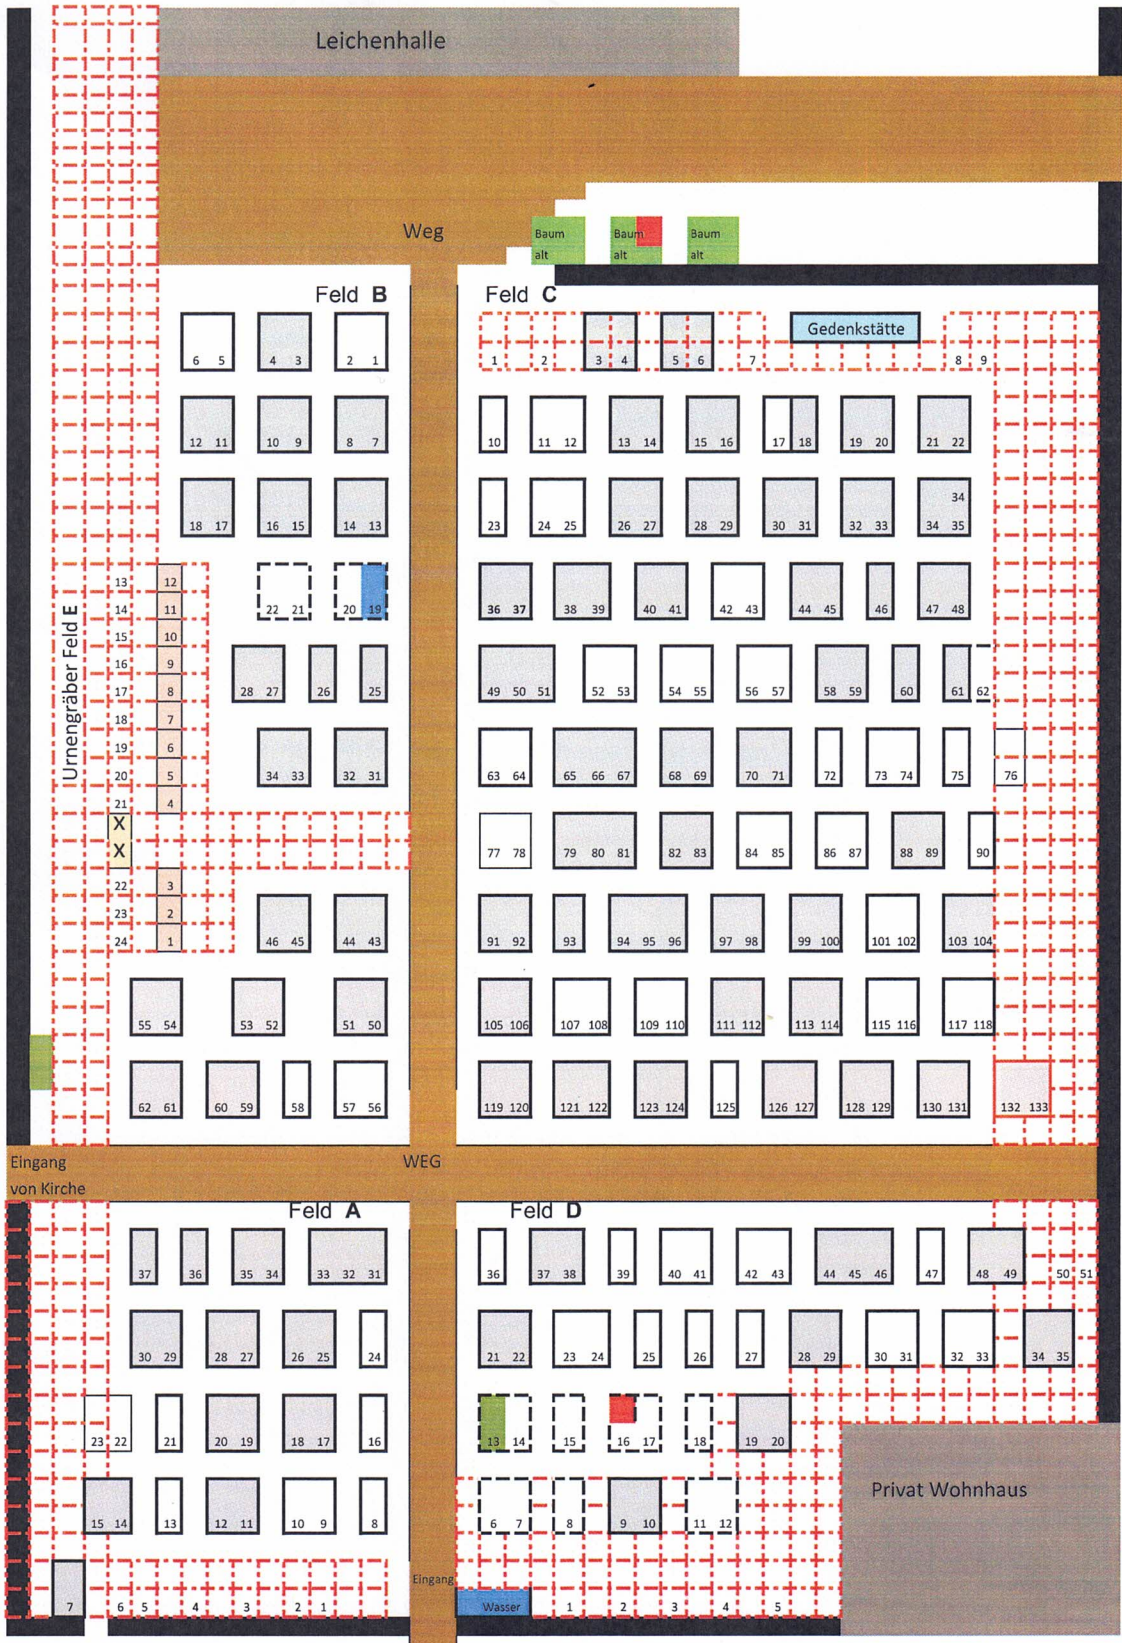 Leichenhalle
Weg
Baum alt
Baum alt
Baum alt
Feld B
Feld C
Gedenkstätte
6 5 4 3 2 1
1 2 3 4 5 6 7 8 9
12 11 10 9 8 7
10 11 12 13 14 15 16 17 18 19 20 21 22
18 17 16 15 14 13
34
23 24 25 26 27 28 29 30 31 32 33 34 35
Urnengräber Feld E
13 12
14 11
15 10
16 9
17 8
18 7
19 6
20 5
21 4
X
X
22 3
23 2
24 1
22 21 20 19
36 37 38 39 40 41 42 43 44 45 46 47 48
28 27 26 25
49 50 51 52 53 54 55 56 57 58 59 60 61 62
34 33 32 31
63 64 65 66 67 68 69 70 71 72 73 74 75 76
77 78 79 80 81 82 83 84 85 86 87 88 89 90
46 45 44 43
91 92 93 94 95 96 97 98 99 100 101 102 103 104
55 54 53 52 51 50
105 106 107 108 109 110 111 112 113 114 115 116 117 118
62 61 60 59 58 57 56
119 120 121 122 123 124 125 126 127 128 129 130 131 132 133
Eingang
von Kirche
WEG
Feld A
Feld D
37 36 35 34 33 32 31
36 37 38 39 40 41 42 43 44 45 46 47 48 49 50 51
30 29 28 27 26 25 24
21 22 23 24 25 26 27 28 29 30 31 32 33 34 35
23 22 21 20 19 18 17 16
13 14 15 16 17 18 19 20
15 14 13 12 11 10 9 8
6 7 8 9 10 11 12
Privat Wohnhaus
Eingang
7 6 5 4 3 2 1
Wasser
1 2 3 4 5